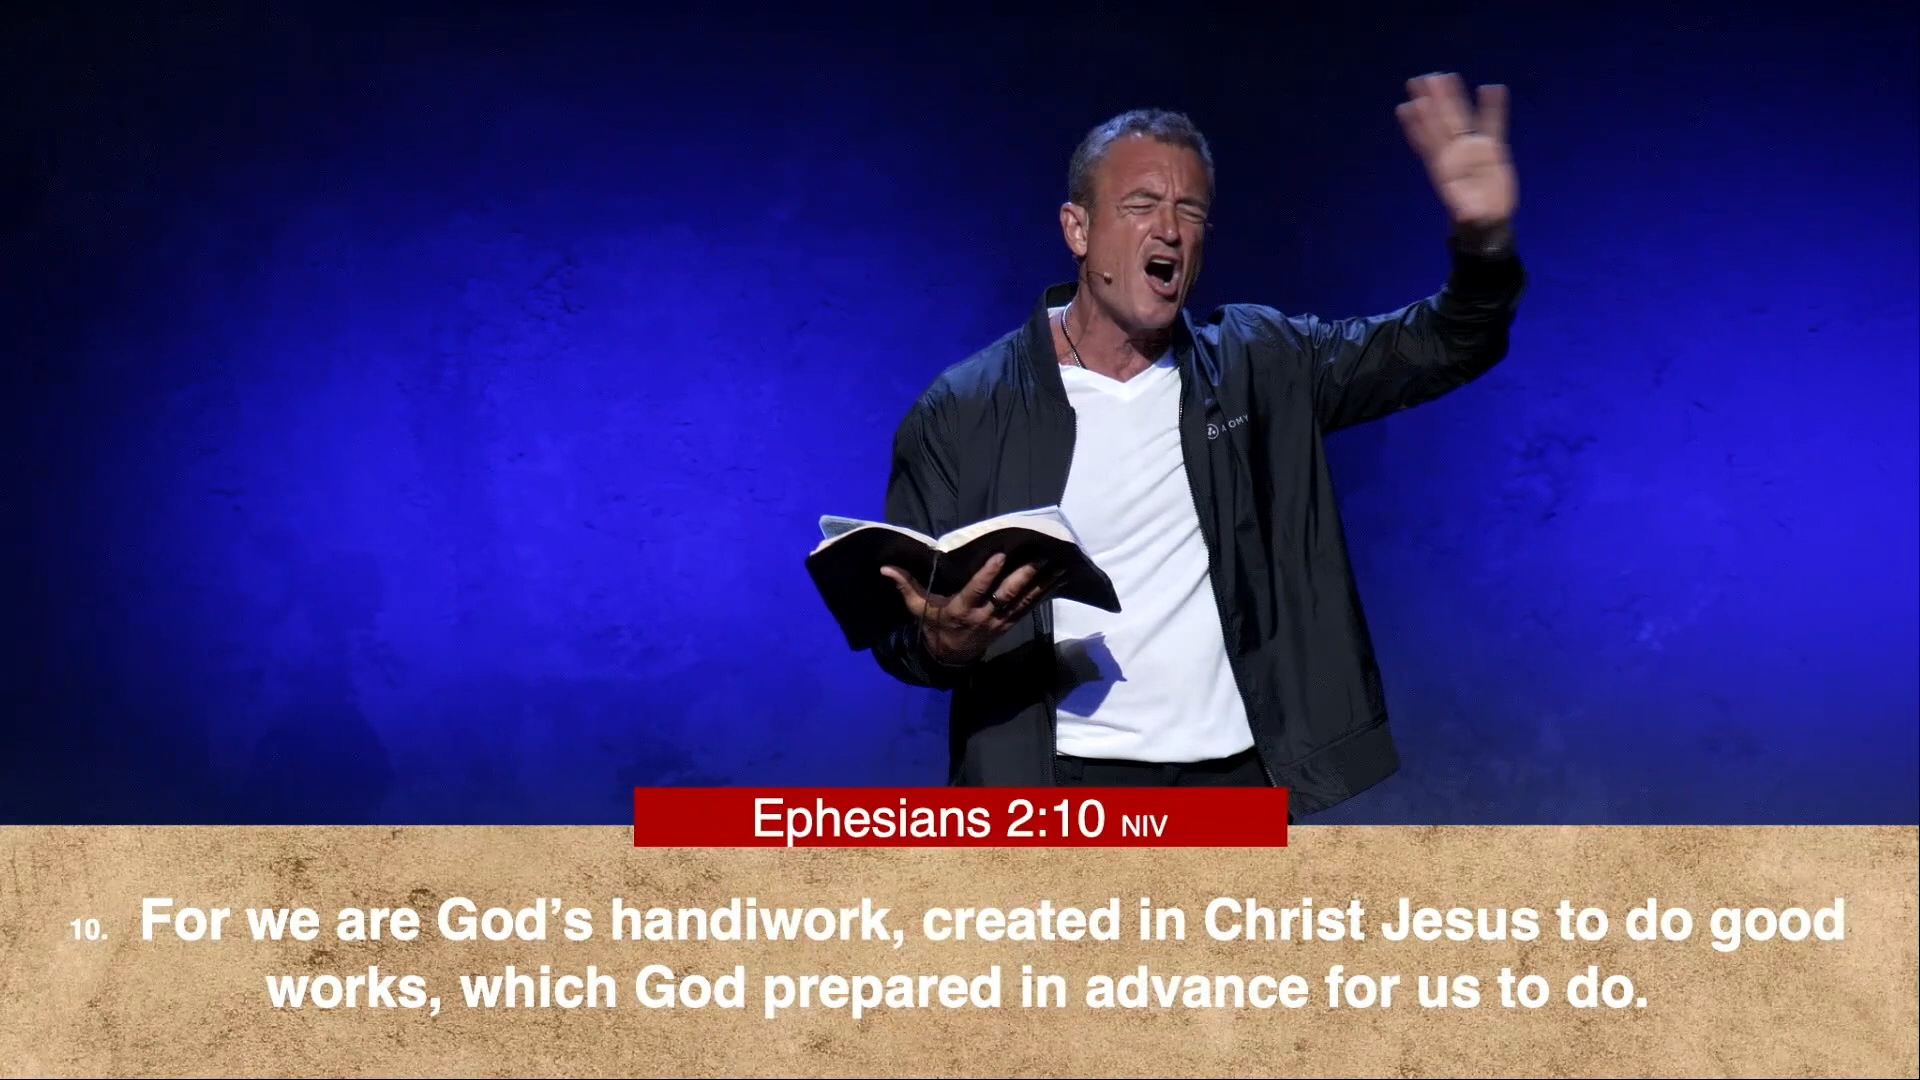 Ephesians 2:10 NIV
10. For we are God’s handiwork, created in Christ Jesus to do good
works, which God prepared in advance for us to do.